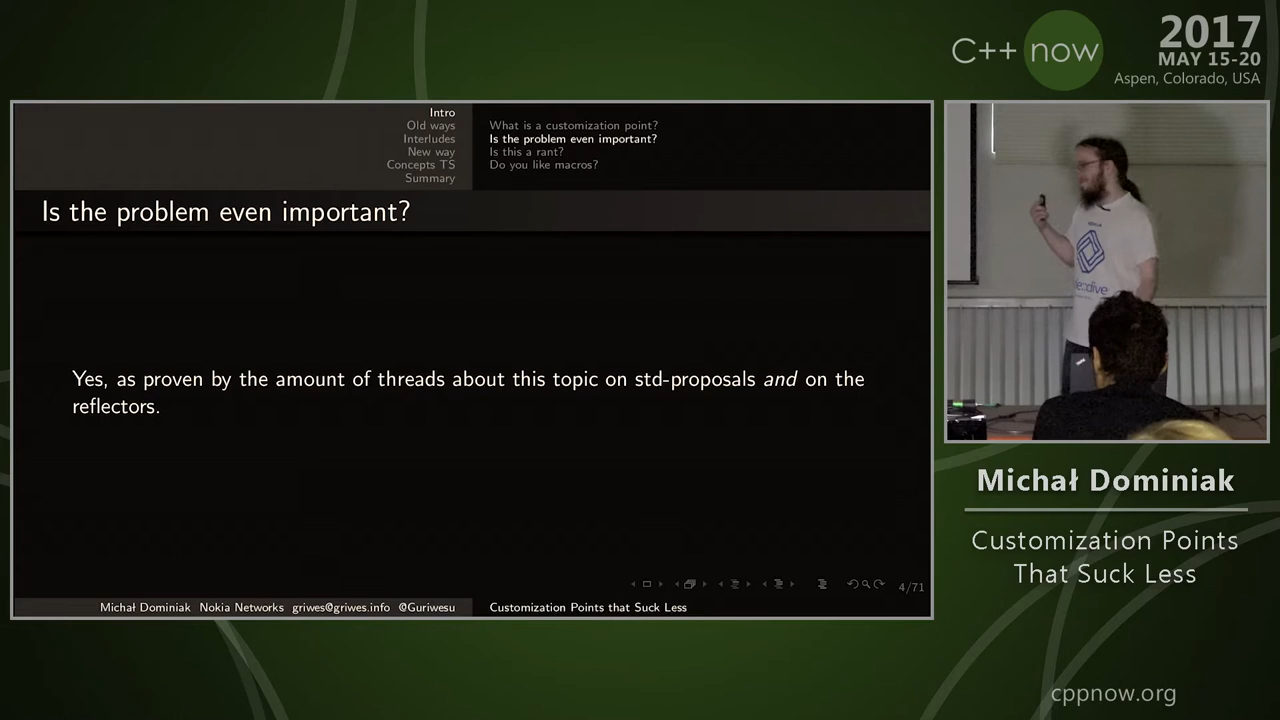 C++ now
2017
MAY 15-20
Aspen, Colorado, USA
Intro
Old ways
Interludes
New way
Concepts TS
Summary
What is a customization point?
Is the problem even important?
Is this a rant?
Do you like macros?
Is the problem even important?
Yes, as proven by the amount of threads about this topic on std-proposals and on the
reflectors.
4/71
Michał Dominiak Nokia Networks griwes@griwes.info @Guriwesu
Customization Points that Suck Less
Michał Dominiak
Customization Points
That Suck Less
cppnow.org